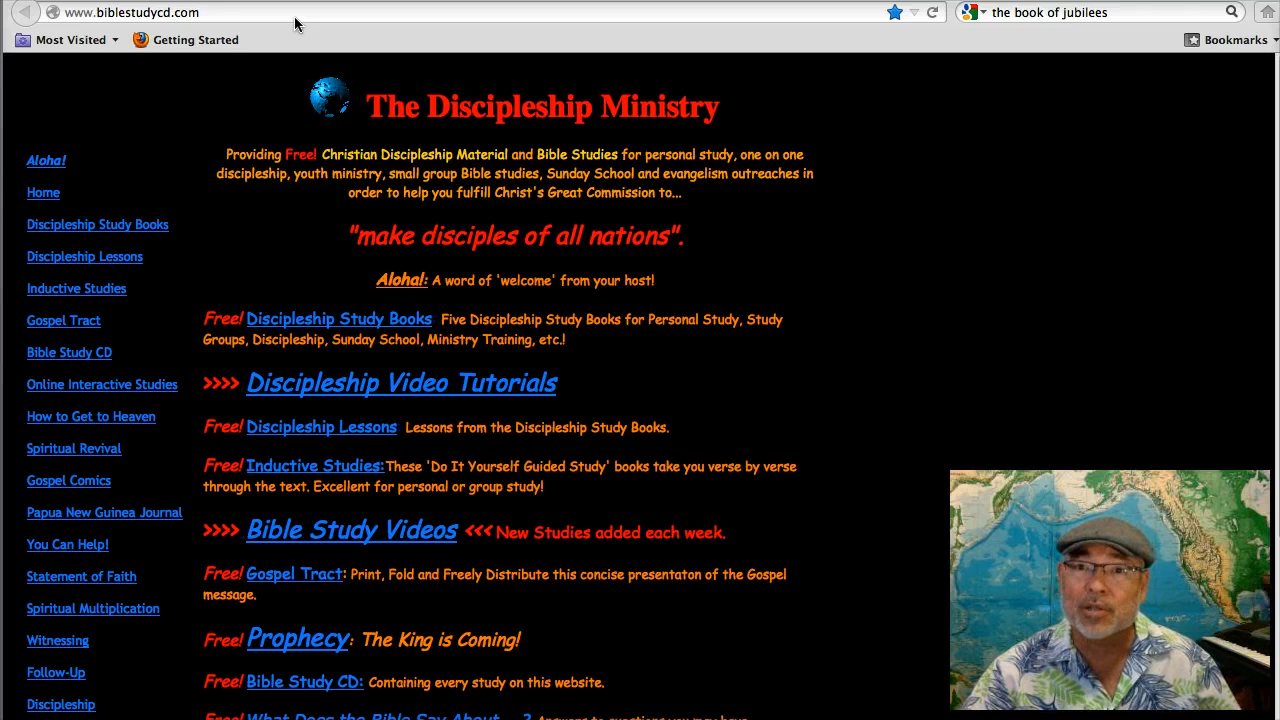 www.biblestudycd.com
the book of jubilees
Most Visited
Getting Started
Bookmarks
The Discipleship Ministry
Aloha!
Home
Discipleship Study Books
Discipleship Lessons
Inductive Studies
Gospel Tract
Bible Study CD
Online Interactive Studies
How to Get to Heaven
Spiritual Revival
Gospel Comics
Papua New Guinea Journal
You Can Help!
Statement of Faith
Spiritual Multiplication
Witnessing
Follow-Up
Discipleship
Providing Free! Christian Discipleship Material and Bible Studies for personal study, one on one
discipleship, youth ministry, small group Bible studies, Sunday School and evangelism outreaches in
order to help you fulfill Christ's Great Commission to...
"make disciples of all nations".
Aloha!: A word of 'welcome' from your host!
Free! Discipleship Study Books Five Discipleship Study Books for Personal Study, Study
Groups, Discipleship, Sunday School, Ministry Training, etc.!
>>>> Discipleship Video Tutorials
Free! Discipleship Lessons Lessons from the Discipleship Study Books.
Free! Inductive Studies:These 'Do It Yourself Guided Study' books take you verse by verse
through the text. Excellent for personal or group study!
>>>> Bible Study Videos <<< New Studies added each week.
Free! Gospel Tract: Print, Fold and Freely Distribute this concise presentaton of the Gospel
message.
Free! Prophecy: The King is Coming!
Free! Bible Study CD: Containing every study on this website.
Free! What Does the Bible Say About ...? Answers to questions you may have